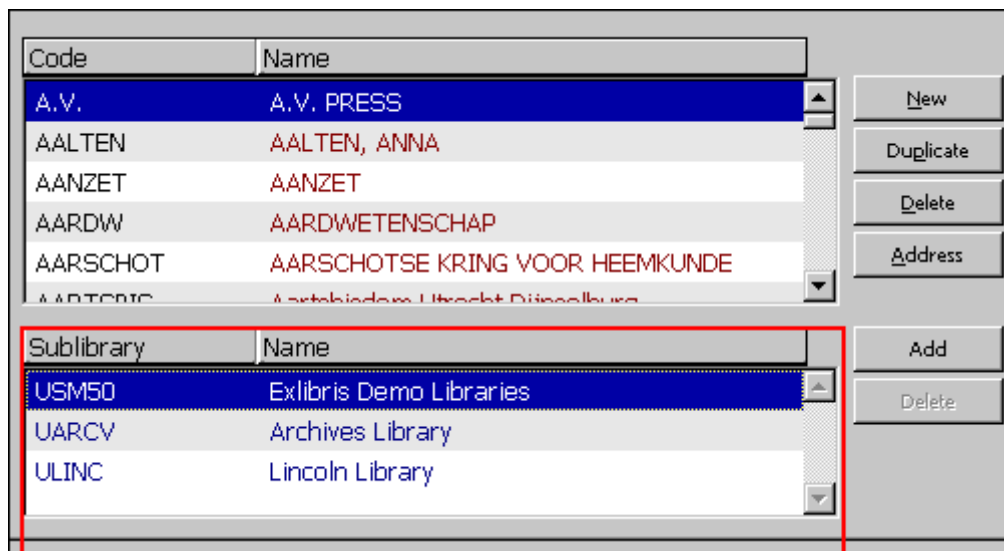 Code Name
A.V. A.V. PRESS
AALTEN AALTEN, ANNA
AANZET AANZET
AARDW AARDWETENSCHAP
AARSCHOT AARSCHOTSE KRING VOOR HEEMKUNDE
New
Duplicate
Delete
Address
Sublibrary Name
USM50 Exlibris Demo Libraries
UARCV Archives Library
ULINC Lincoln Library
Add
Delete